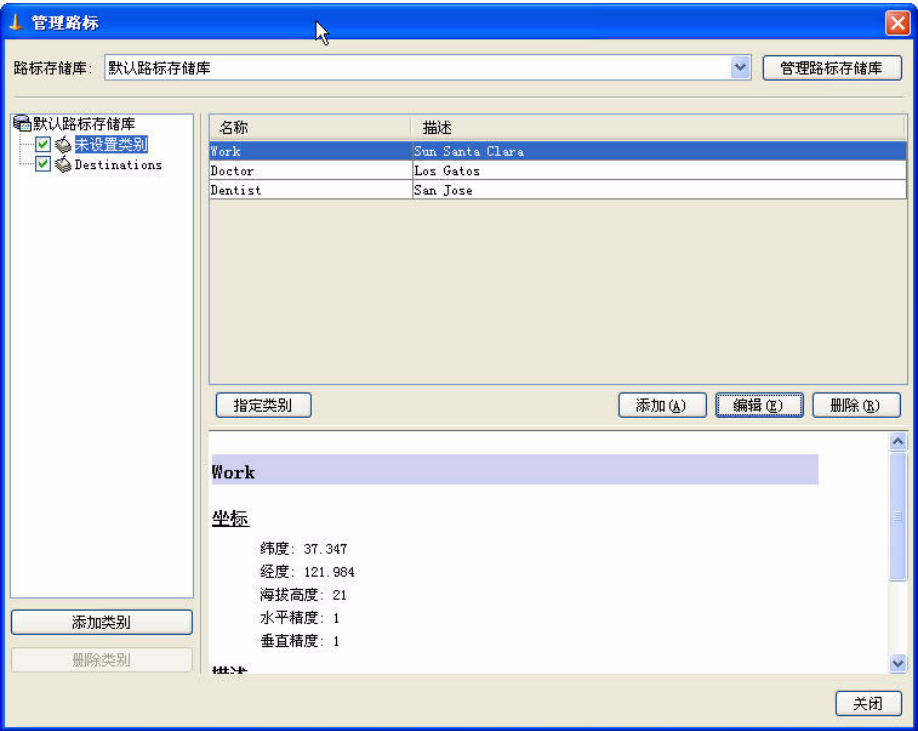 管理路标
路标存储库: 默认路标存储库 管理路标存储库
默认路标存储库
未设置类别
Destinations
名称 描述
Work Sun Santa Clara
Doctor Los Gatos
Dentist San Jose
指定类别 添加(A) 编辑(E) 删除(R)
Work
坐标
纬度: 37.347
经度: 121.984
海拔高度: 21
水平精度: 1
垂直精度: 1
描述
添加类别
删除类别
关闭